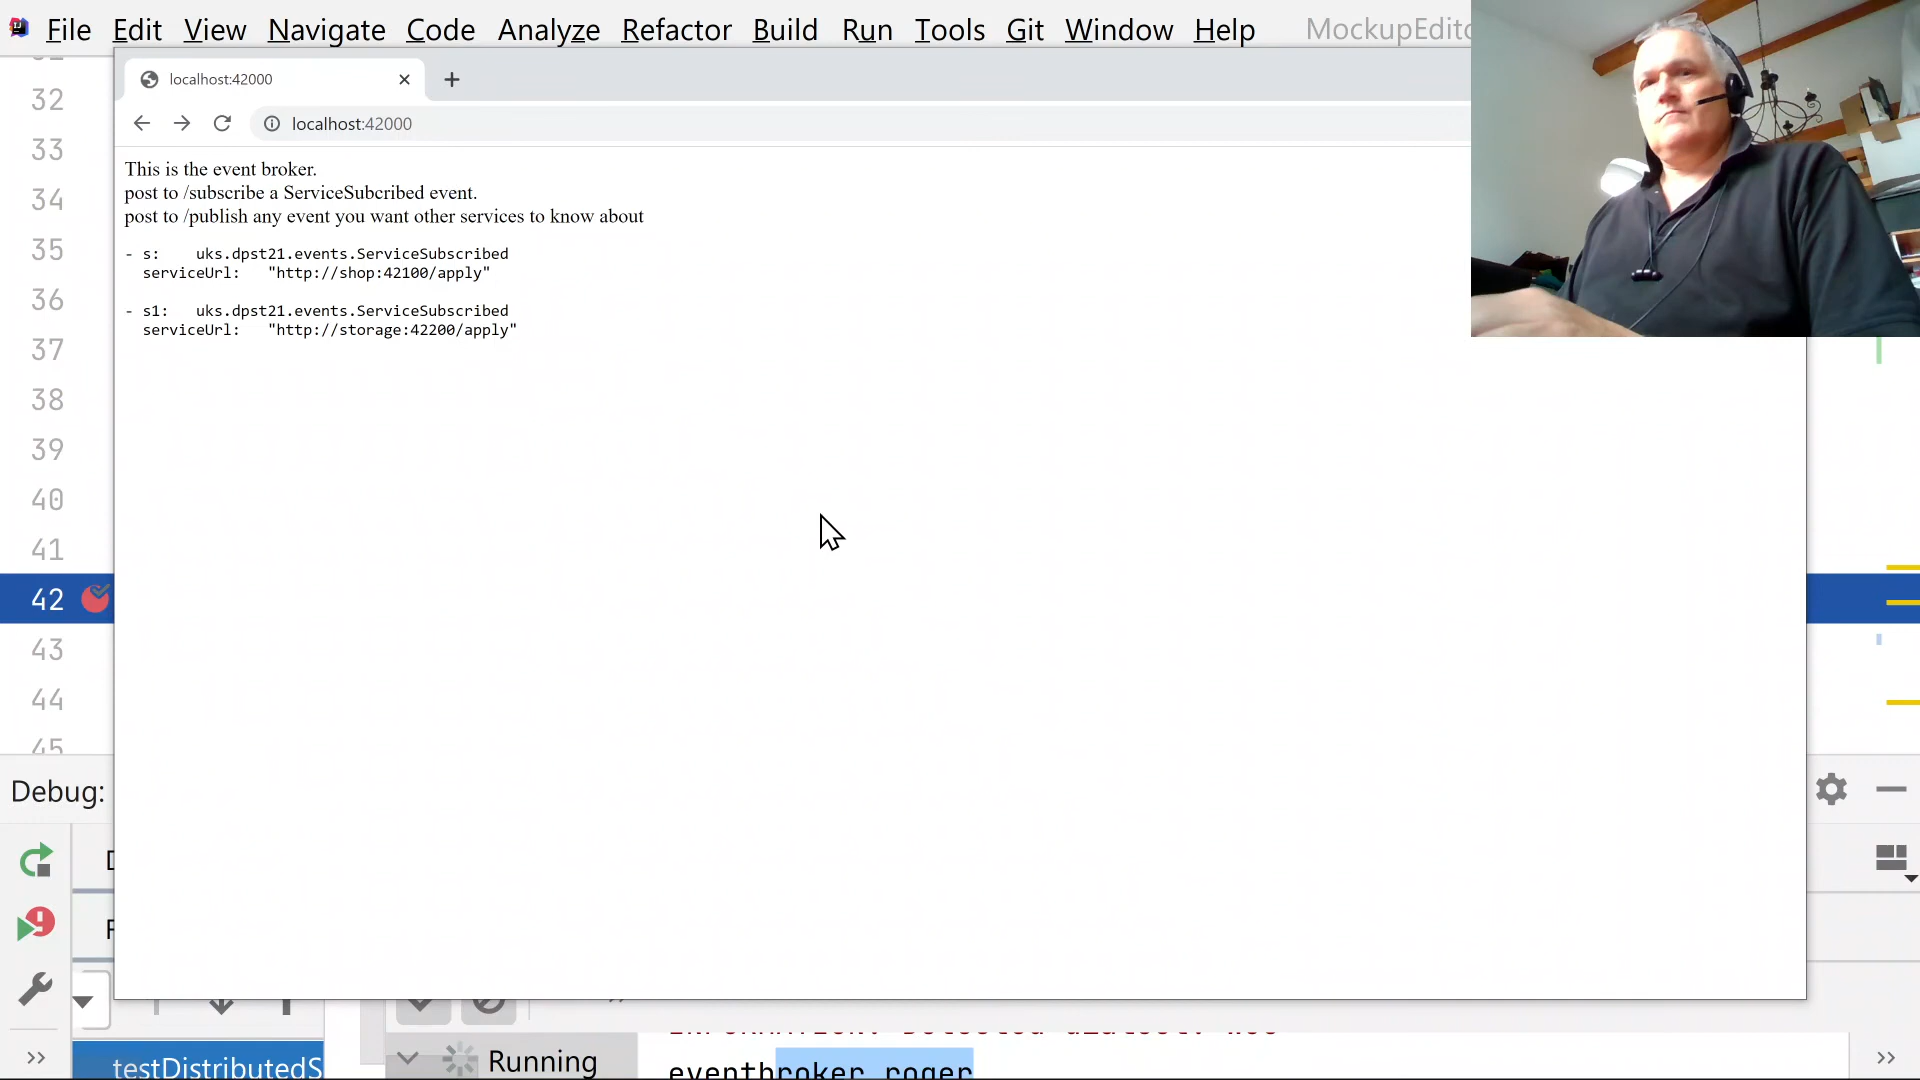 File Edit View Navigate Code Analyze Refactor Build Run Tools Git Window Help
localhost:42000
localhost:42000
This is the event broker.
post to /subscribe a ServiceSubcribed event.
post to /publish any event you want other services to know about
- s: uks.dpst21.events.ServiceSubscribed
serviceUrl: "http://shop:42100/apply"
- s1: uks.dpst21.events.ServiceSubscribed
serviceUrl: "http://storage:42200/apply"
32
33
34
35
36
37
38
39
40
41
42
43
44
45
Debug:
Running
eventbroker roger